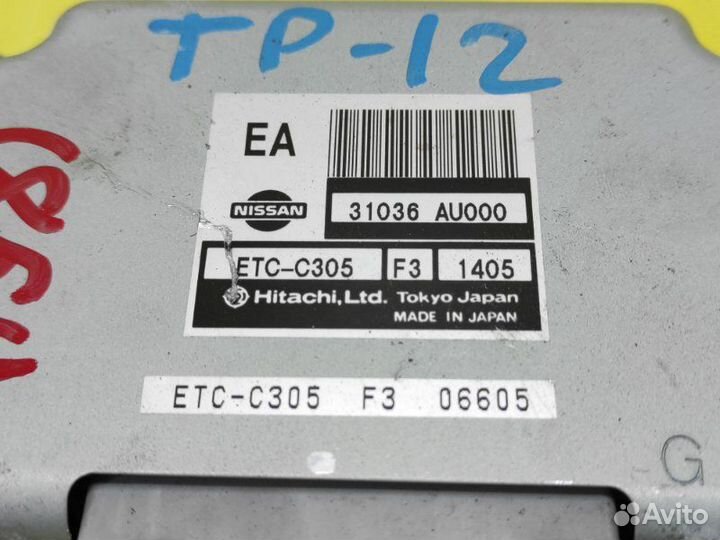 TP-12
EA
NISSAN
31036 AU000
ETC-C305 F3 1405
Hitachi, Ltd. Tokyo Japan
MADE IN JAPAN
ETC-C305 F3 06605
G
Avito